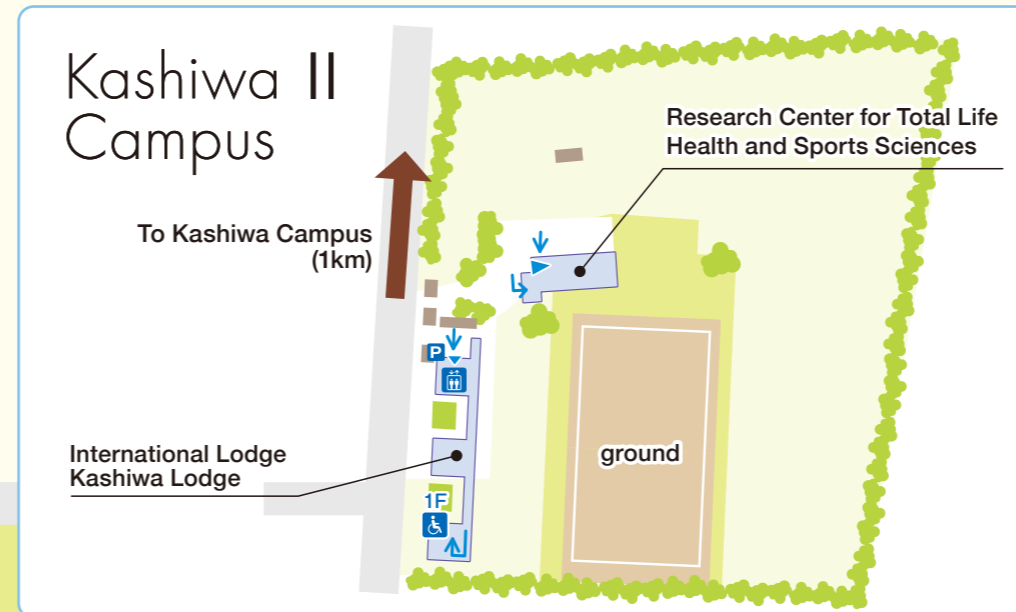 Kashiwa II
Campus
Research Center for Total Life
Health and Sports Sciences
To Kashiwa Campus
(1km)
P
International Lodge
Kashiwa Lodge
ground
1F